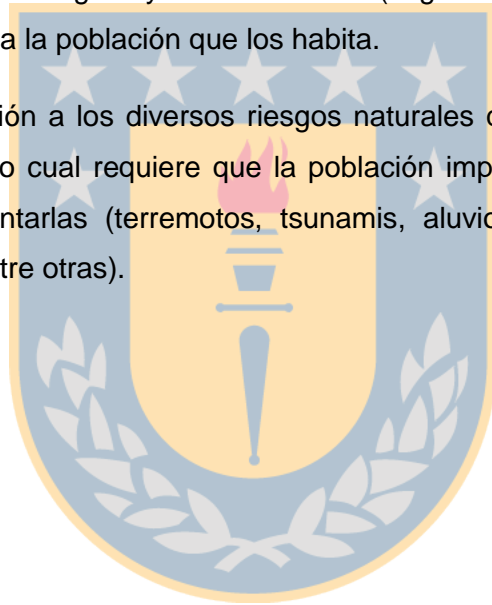 a la población que los habita.
ión a los diversos riesgos naturales
o cual requiere que la población imp
ntarlas (terremotos, tsunamis, aluvio
tre otras).